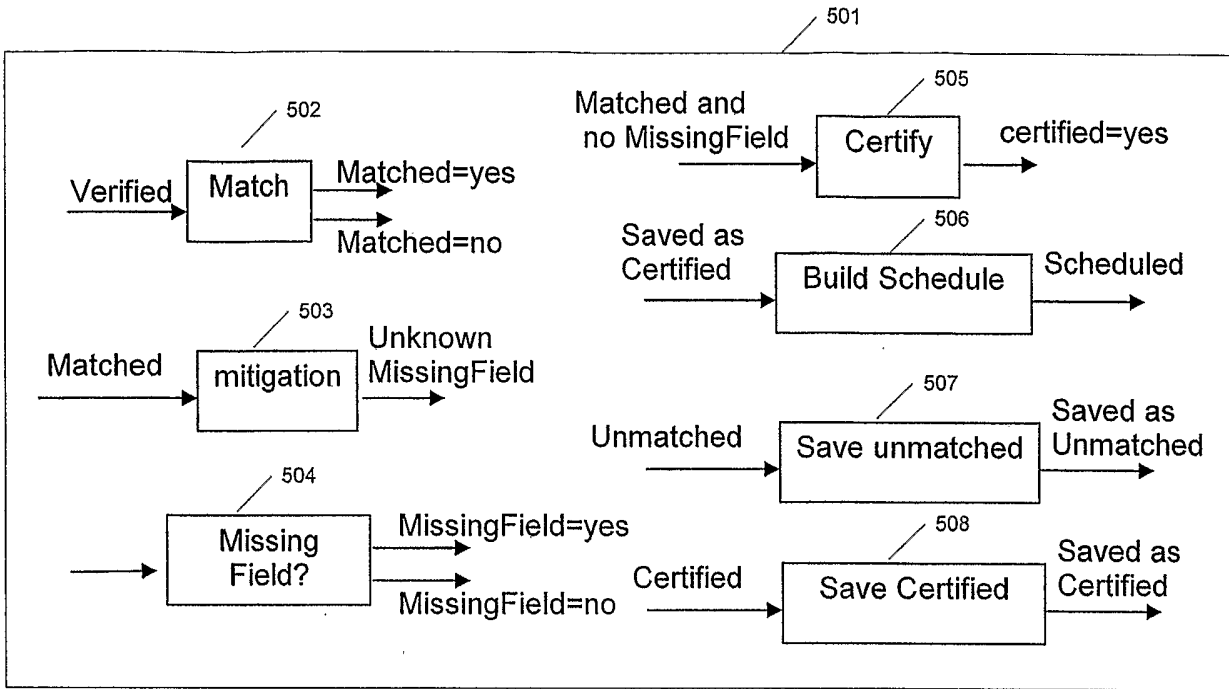 501
502
Verified
Match
Matched=yes
Matched=no
503
Matched
mitigation
Unknown
MissingField
504
Missing
Field?
MissingField=yes
MissingField=no
505
Matched and
no MissingField
Certify
certified=yes
506
Saved as
Certified
Build Schedule
Scheduled
507
Unmatched
Save unmatched
Saved as
Unmatched
508
Certified
Save Certified
Saved as
Certified